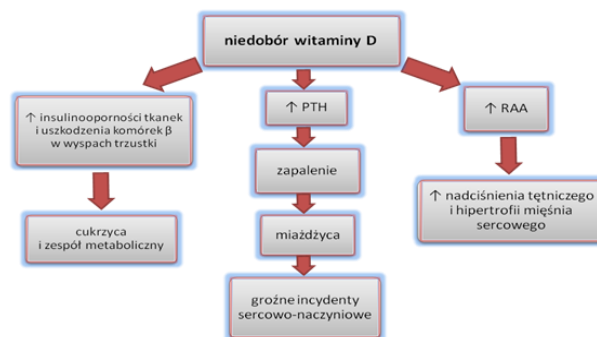 niedobór witaminy D
↑ insulinooporności tkanek
i uszkodzenia komórek β
w wyspach trzustki
cukrzyca
i zespół metaboliczny
↑ PTH
zapalenie
miażdżyca
groźne incydenty
sercowo-naczyniowe
↑ RAA
↑ nadciśnienia tętniczego
i hipertrofii mięśnia
sercowego